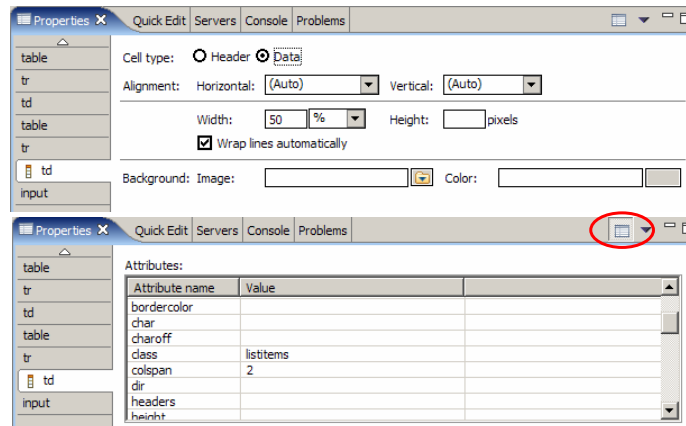 Properties Quick Edit Servers Console Problems
table
tr
td
table
tr
td
input
Cell type: Header Data
Alignment: Horizontal: (Auto) Vertical: (Auto)
Width: 50 % Height: pixels
Wrap lines automatically
Background: Image: Color:
Properties Quick Edit Servers Console Problems
table
tr
td
table
tr
td
input
Attributes:
Attribute name Value
bordercolor
char
charoff
class listitems
colspan 2
dir
headers
height